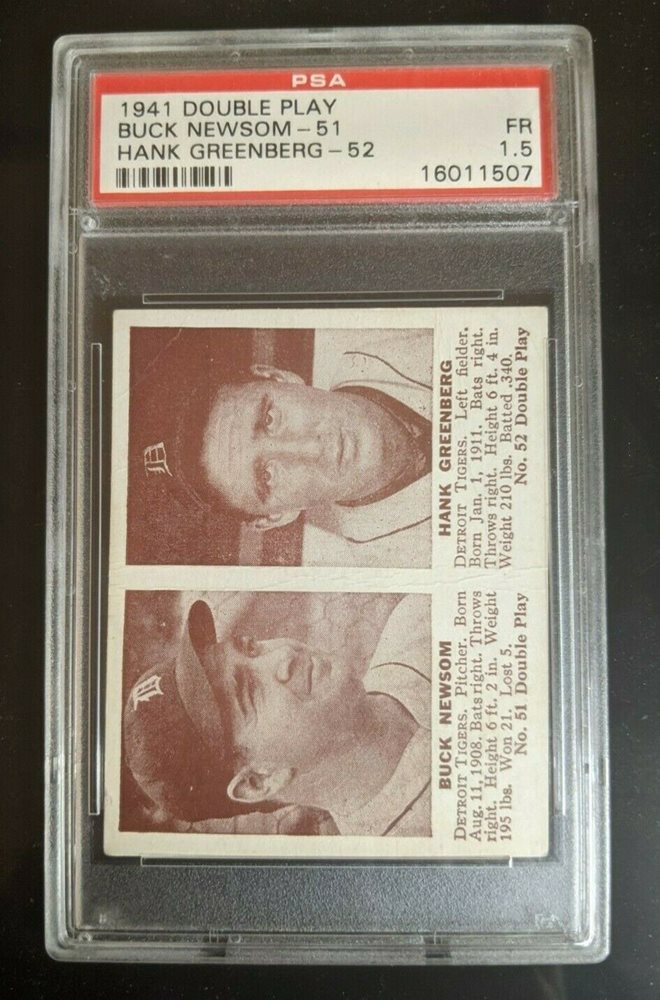 PSA
1941 DOUBLE PLAY
BUCK NEWSOM – 51 FR
HANK GREENBERG – 52 1.5
16011507
D
HANK GREENBERG
DETROIT TIGERS. Left fielder.
Born Jan. 1, 1911. Bats right.
Throws right. Height 6 ft. 4 in.
Weight 210 lbs. Batted .340.
No. 52 Double Play
D
BUCK NEWSOM
DETROIT TIGERS. Pitcher. Born
Aug. 11, 1908. Bats right. Throws
right. Height 6 ft. 2 in. Weight
195 lbs. Won 21. Lost 5.
No. 51 Double Play